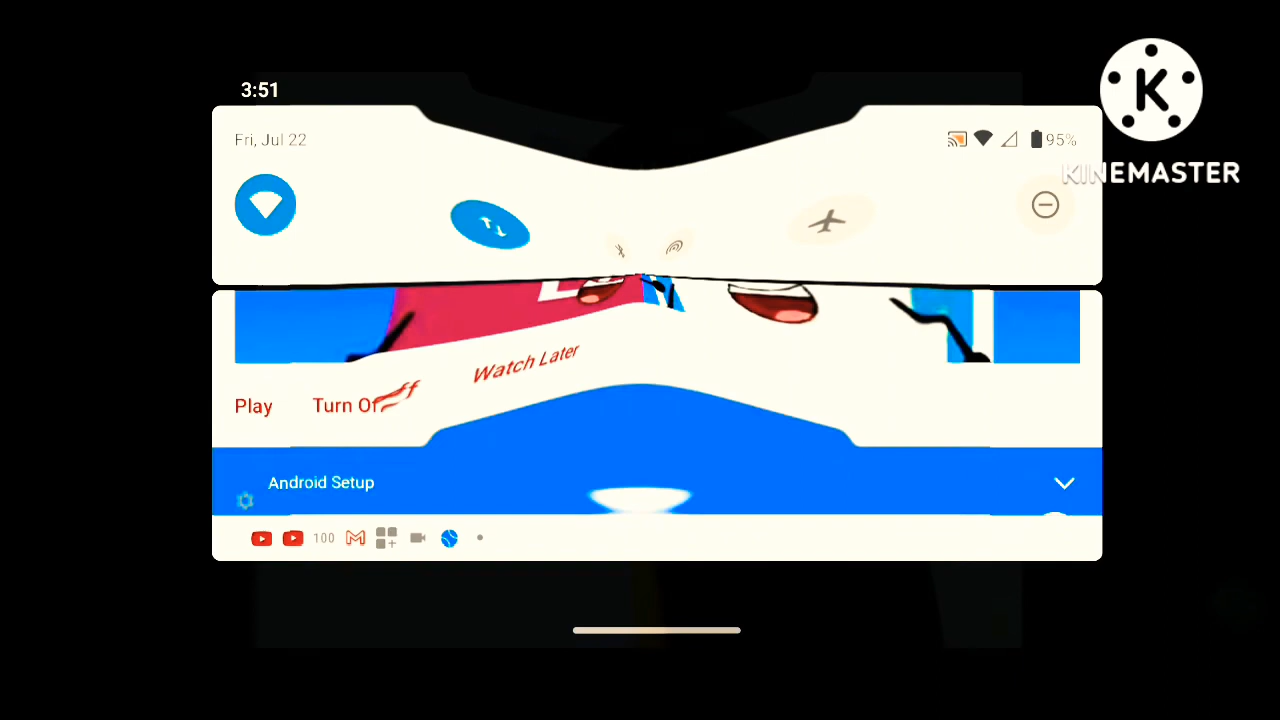 3:51
Fri, Jul 22
95%
K
KINEMASTER
Play
Turn Off
Watch Later
Android Setup
100